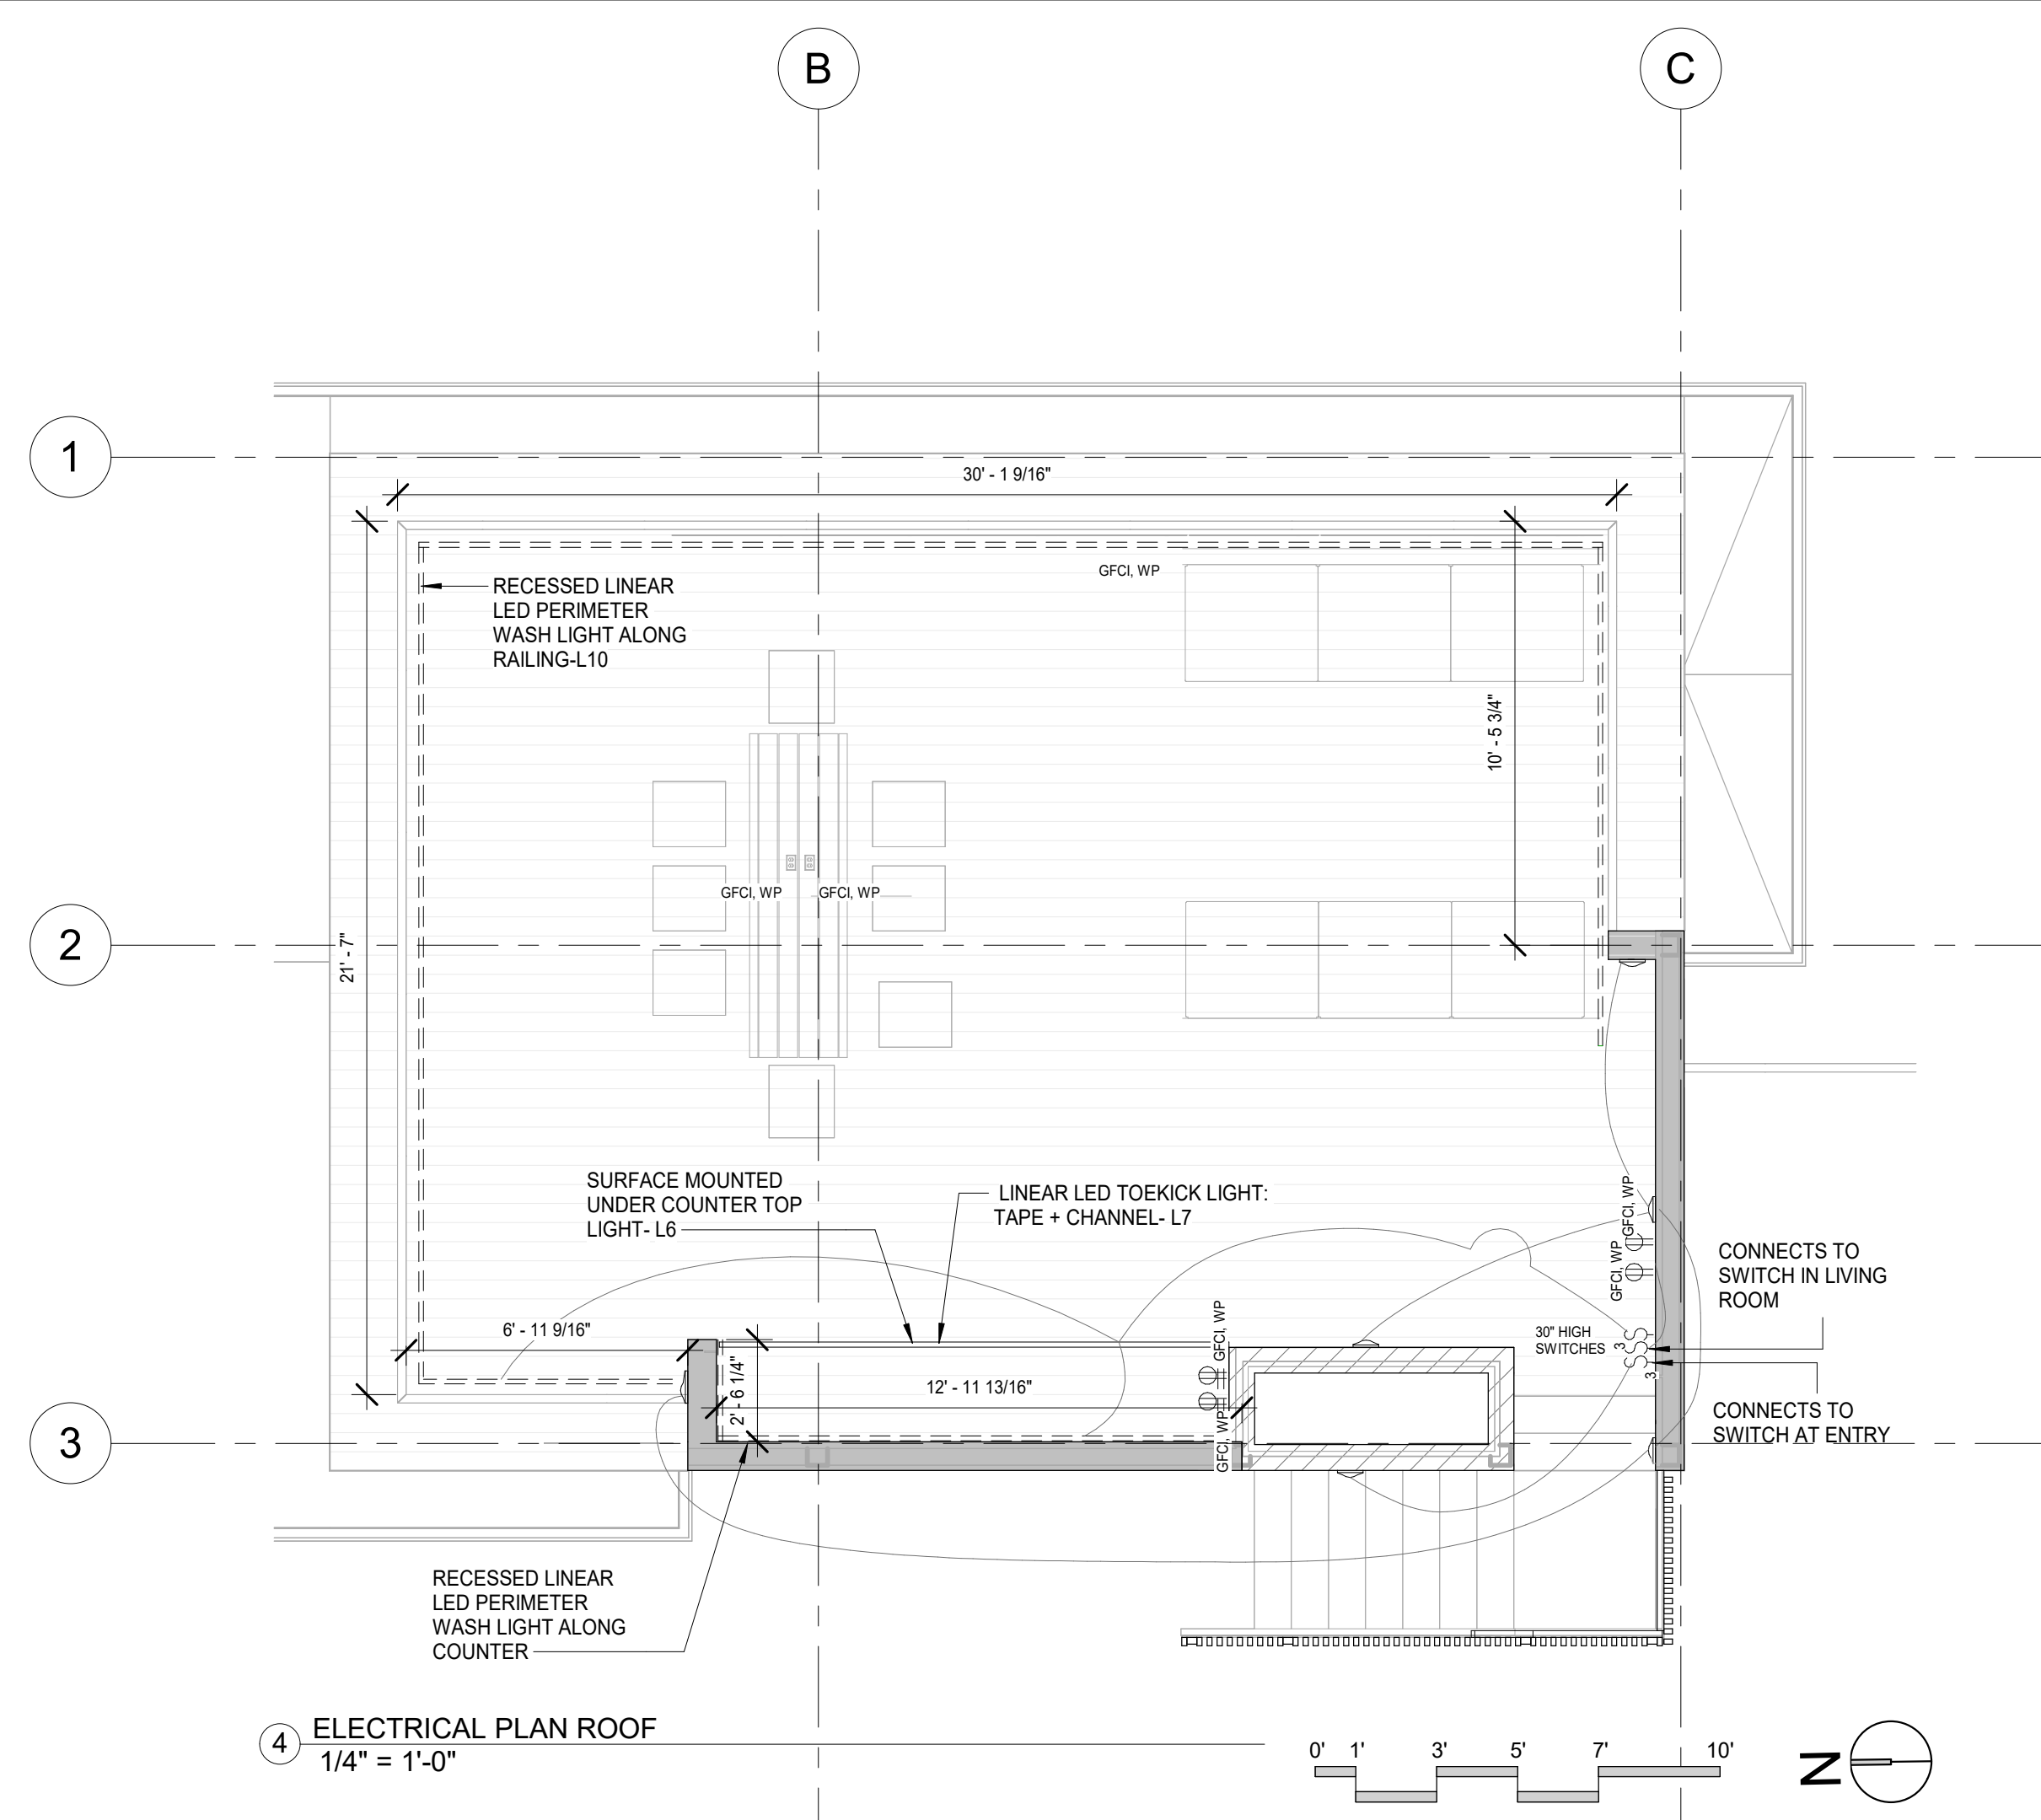 B
C
1
30' - 1 9/16"
GFCI, WP
RECESSED LINEAR
LED PERIMETER
WASH LIGHT ALONG
RAILING-L10
10' - 5 3/4"
GFCI, WP
GFCI, WP
2
21' - 7"
SURFACE MOUNTED
UNDER COUNTER TOP
LIGHT- L6
LINEAR LED TOEKICK LIGHT:
TAPE + CHANNEL- L7
GFCI, WP
GFCI, WP
CONNECTS TO
SWITCH IN LIVING
ROOM
6' - 11 9/16"
GFCI, WP
30" HIGH
SWITCHES
3
3
2' - 6 1/4"
12' - 11 13/16"
GFCI, WP
CONNECTS TO
SWITCH AT ENTRY
3
RECESSED LINEAR
LED PERIMETER
WASH LIGHT ALONG
COUNTER
4
ELECTRICAL PLAN ROOF
1/4" = 1'-0"
0' 1' 3' 5' 7' 10'
N